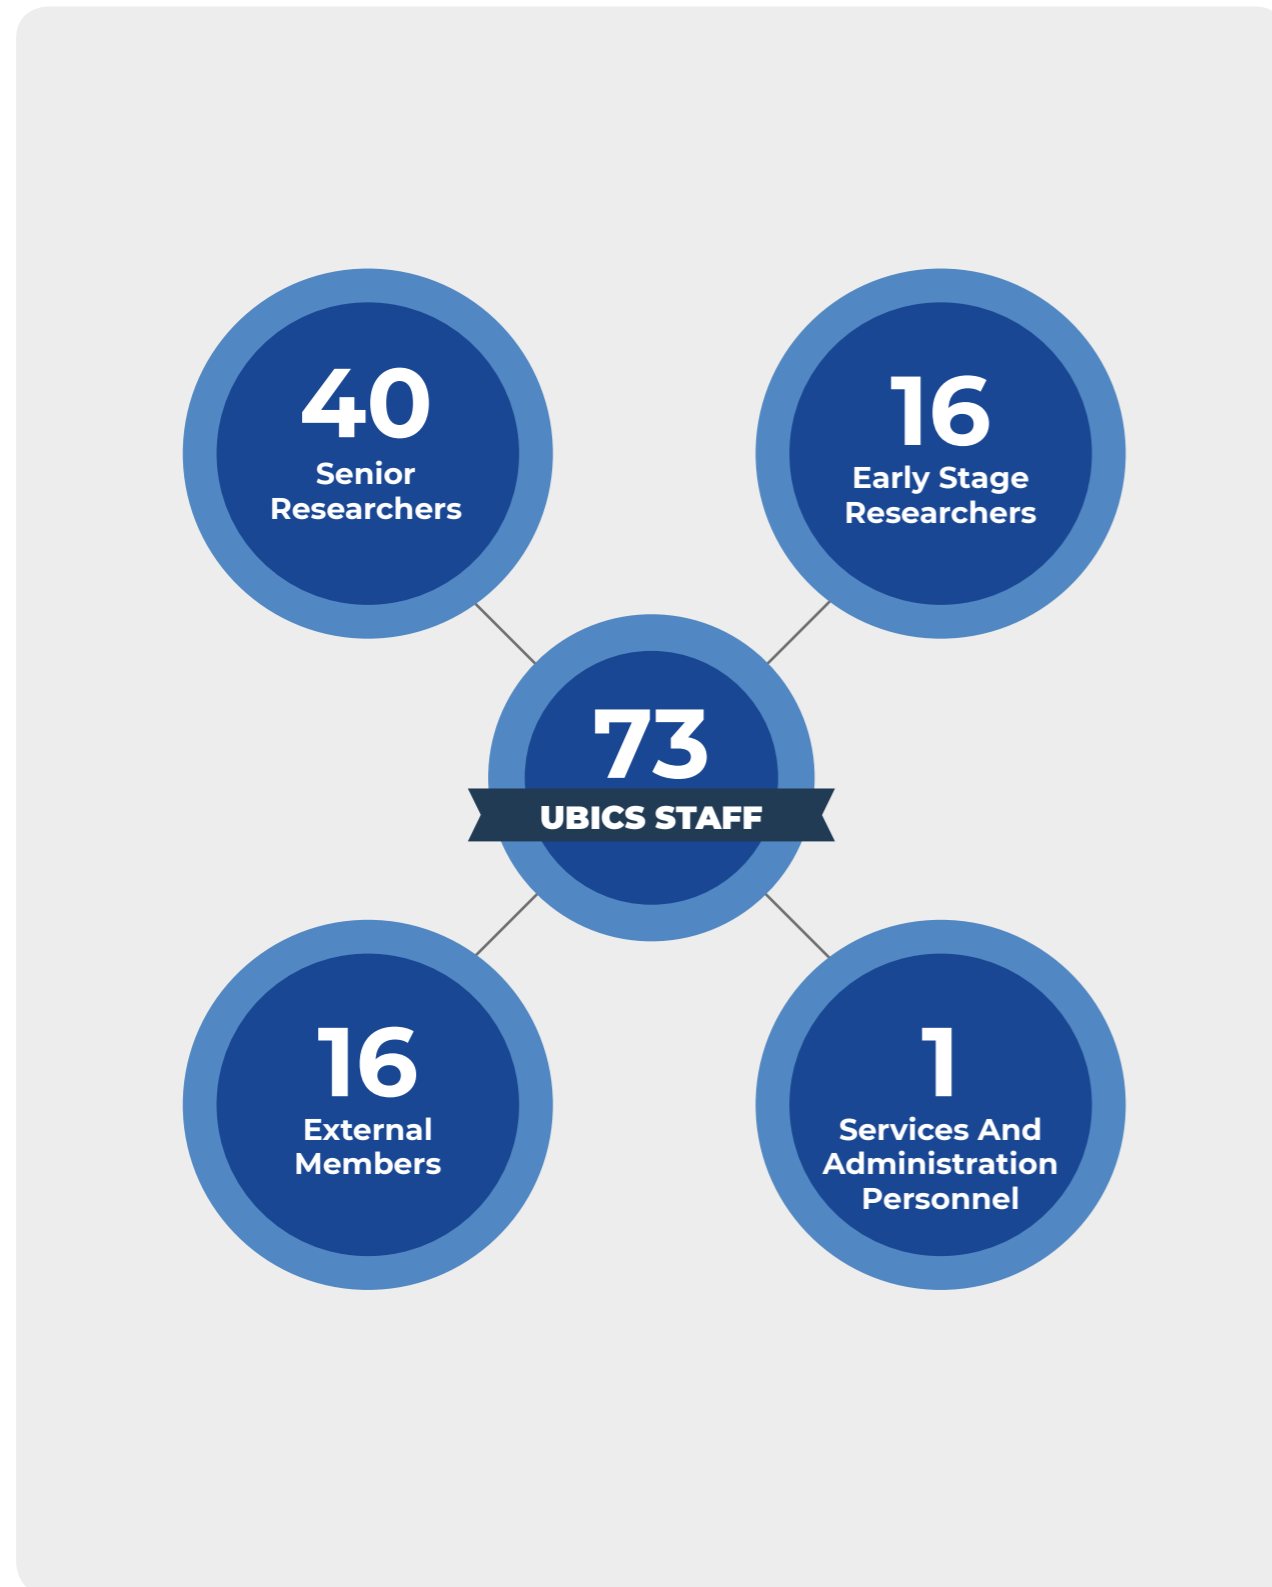 40
Senior
Researchers
16
Early Stage
Researchers
73
UBICS STAFF
16
External
Members
1
Services And
Administration
Personnel